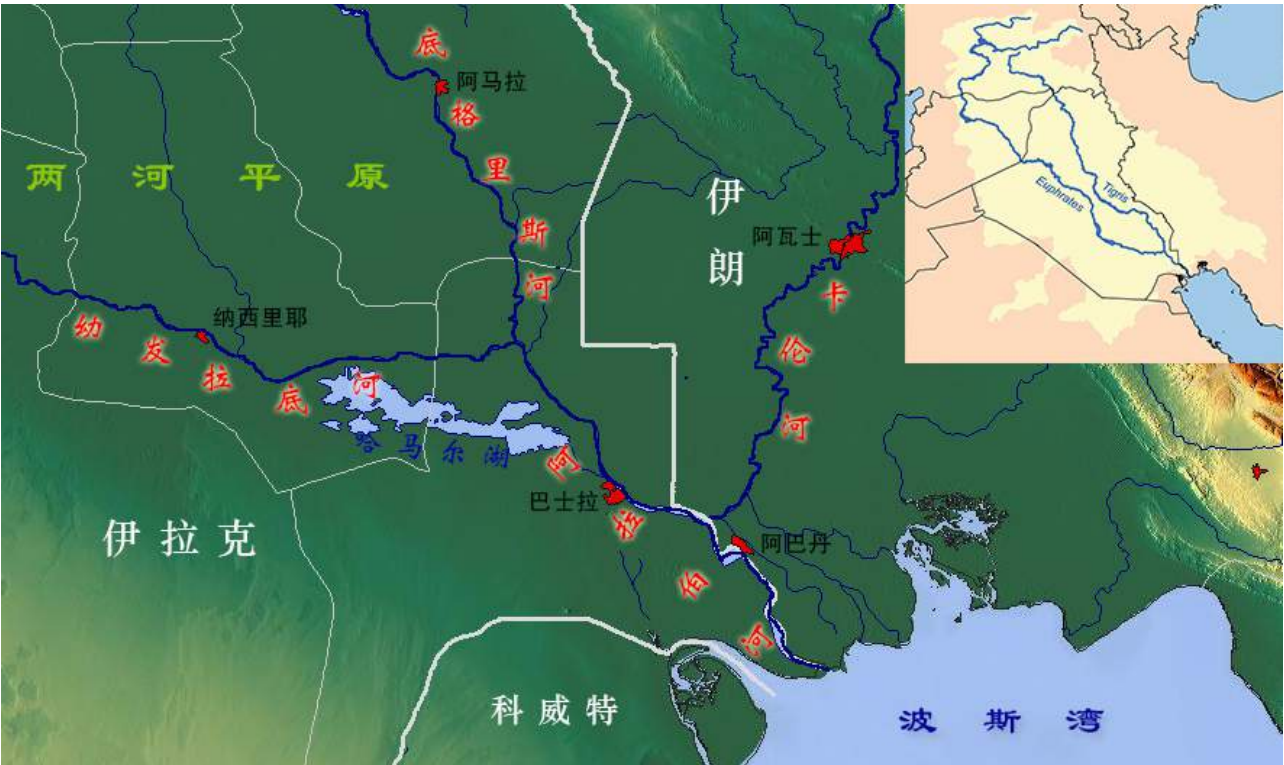 底格里斯河
阿马拉
两河平原
伊朗
阿瓦士
卡伦河
Euphrates
Tigris
纳西里耶
幼发拉底河
哈马尔湖
阿拉伯河
巴士拉
阿巴丹
伊拉克
科威特
波斯湾